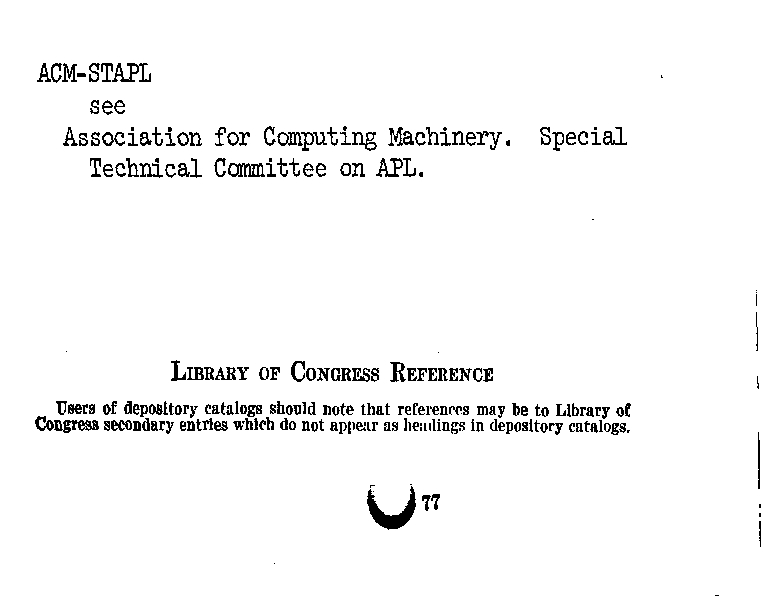 ACM-STAPL
see
Association for Computing Machinery. Special
Technical Committee on APL.
LIBRARY OF CONGRESS REFERENCE
Users of depository catalogs should note that references may be to Library of
Congress secondary entries which do not appear as headings in depository catalogs.
77